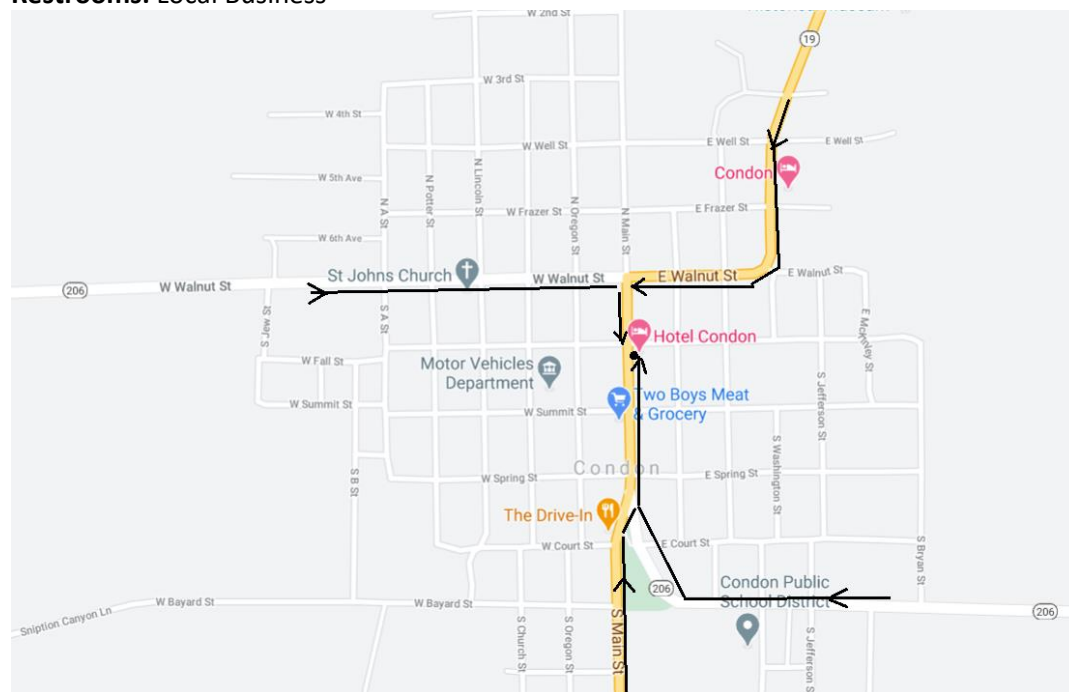 Restrooms: Local Business
W 2nd St
19
W 3rd St
W 4th St
W Well St
E Well St
E Well St
Condon
W 5th Ave
N A St
N Potter St
N Lincoln St
N Oregon St
N Main St
W Frazer St
E Frazer St
W 6th Ave
St Johns Church
W Walnut St
E Walnut St
E Walnut St
W Walnut St
206
S A St
Hotel Condon
E McKinley St
W Fall St
Motor Vehicles
Department
S Jefferson St
Two Boys Meat
& Grocery
W Summit St
W Summit St
S Washington St
Condon
S B St
W Spring St
E Spring St
The Drive-In
W Court St
E Court St
S Bryan St
206
Condon Public
School District
W Bayard St
W Bayard St
206
Sniption Canyon Ln
S Church St
S Oregon St
S Main St
S Jefferson St